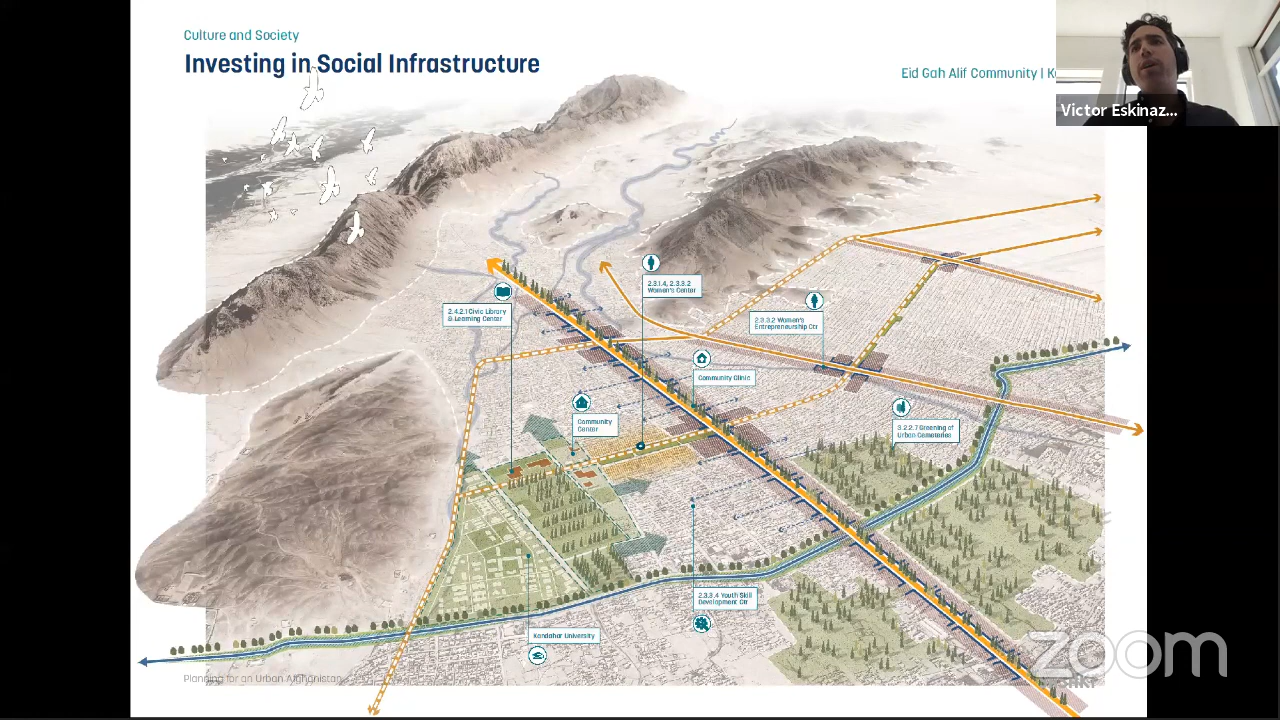 Culture and Society
Investing in Social Infrastructure
Eid Gah Alif Community |
Victor Eskinaz...
2.3.1.4, 2.3.3.2
Women's Center
2.4.2.1 Civic Library
& Learning Center
2.3.3.2 Women's
Entrepreneurship Ctr
Community Clinic
Community
Center
3.2.2.7 Greening of
Urban Cemeteries
2.3.3.4 Youth Skill
Development Ctr
Kandahar University
Planning for an Urban Afghanistan
zoom